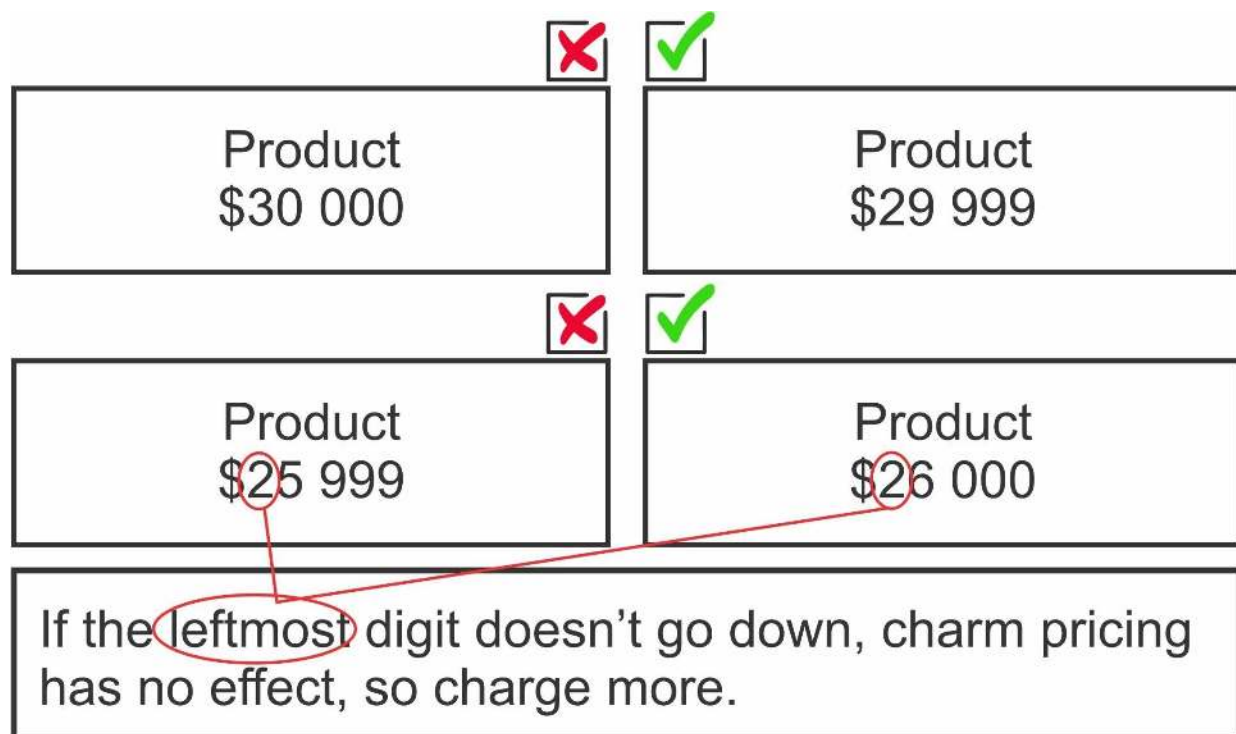 Product
$30 000
Product
$29 999
Product
$25 999
Product
$26 000
If the leftmost digit doesn’t go down, charm pricing
has no effect, so charge more.